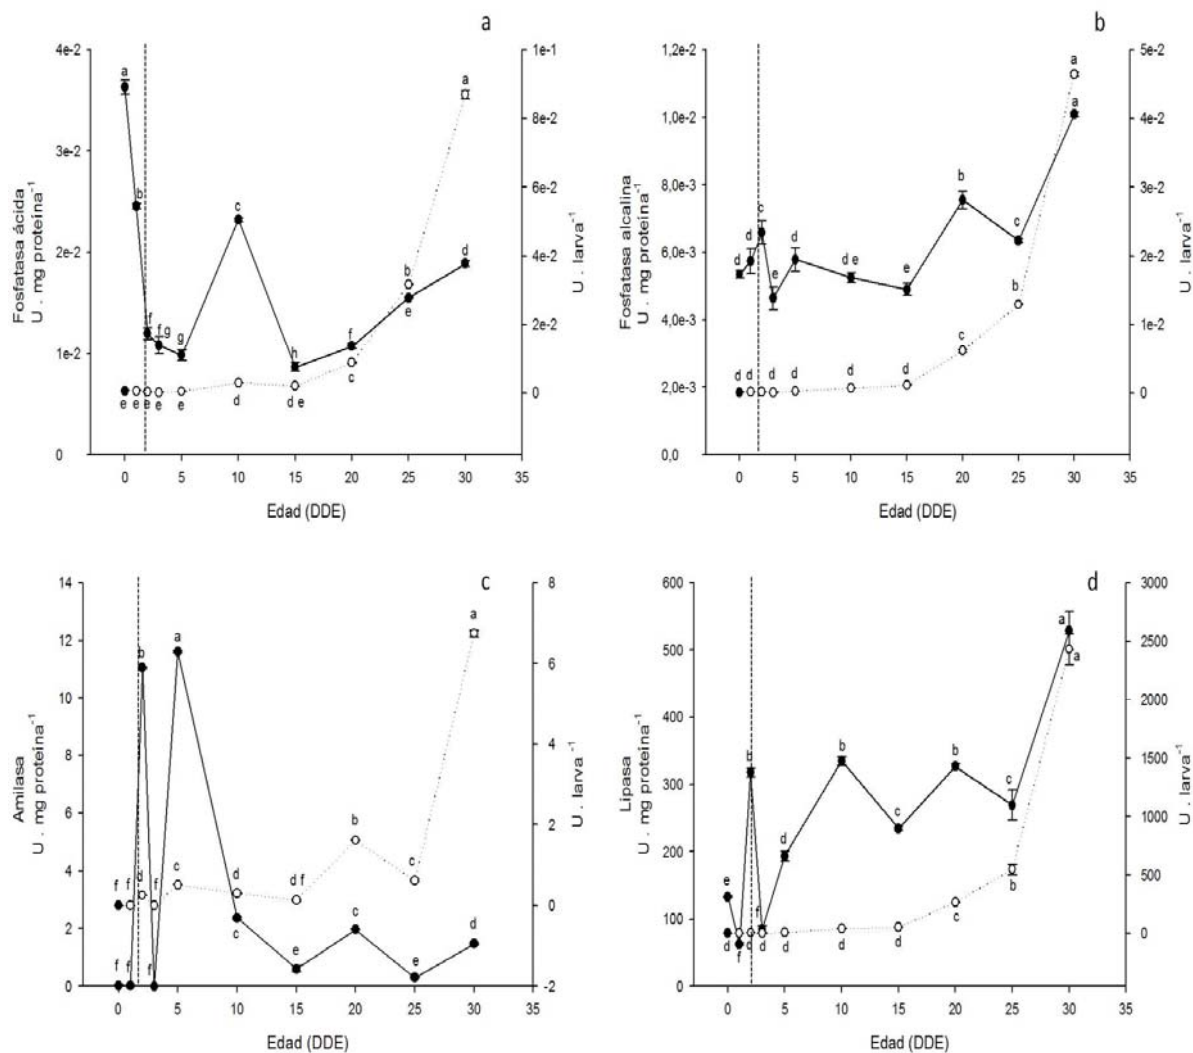 a
4e-2
3e-2
2e-2
1e-2
0
1e-1
8e-2
6e-2
4e-2
2e-2
0
Fosfatasa ácida
U . mg proteína-1
U . larva-1
a
b
f
f g
g
c
h
f
e
d
e
e
e
e
e
d
d e
c
b
a
0 5 10 15 20 25 30 35
Edad (DDE)
b
1,2e-2
1,0e-2
8,0e-3
6,0e-3
4,0e-3
2,0e-3
0,0
5e-2
4e-2
3e-2
2e-2
1e-2
0
Fosfatasa alcalina
U . mg proteína-1
U . larva-1
d
d
c
e
d
d e
e
b
c
a
d
d
d
d
d
d
d
c
b
a
0 5 10 15 20 25 30 35
Edad (DDE)
c
14
12
10
8
6
4
2
0
8
6
4
2
0
-2
Amilasa
U . mg proteína-1
U . larva-1
f
f
b
f
a
c
e
c
e
d
f
f
d
f
c
d
d f
b
c
a
0 5 10 15 20 25 30 35
Edad (DDE)
d
600
500
400
300
200
100
0
3000
2500
2000
1500
1000
500
0
Lipasa
U . mg proteína-1
U . larva-1
e
f
b
f
d
b
c
b
c
a
d
d
d
d
d
d
c
b
a
0 5 10 15 20 25 30 35
Edad (DDE)